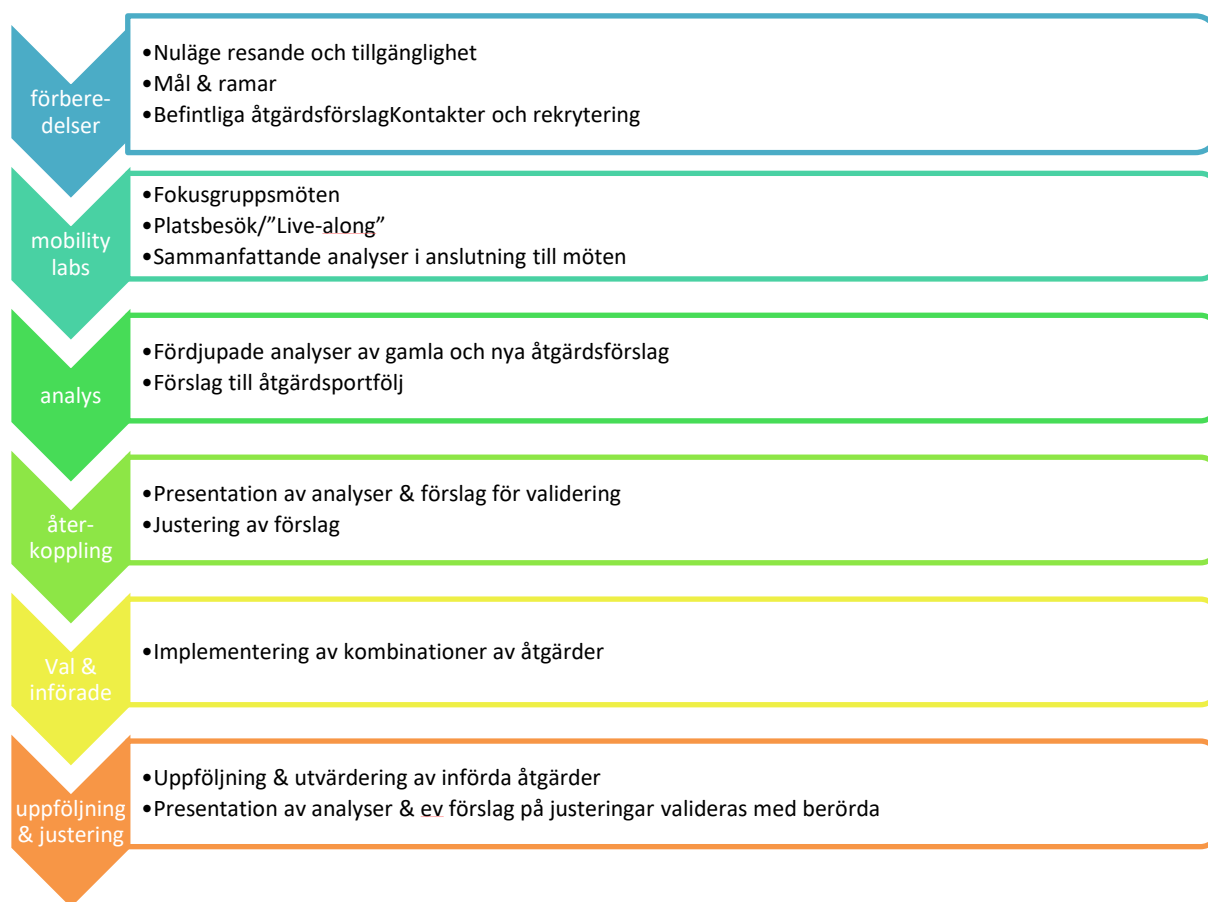 förbere-
delser
•Nuläge resande och tillgänglighet
•Mål & ramar
•Befintliga åtgärdsförslagKontakter och rekrytering
mobility
labs
•Fokusgruppsmöten
•Platsbesök/”Live-along”
•Sammanfattande analyser i anslutning till möten
analys
•Fördjupade analyser av gamla och nya åtgärdsförslag
•Förslag till åtgärdsportfölj
åter-
koppling
•Presentation av analyser & förslag för validering
•Justering av förslag
Val &
införade
•Implementering av kombinationer av åtgärder
uppföljning
& justering
•Uppföljning & utvärdering av införda åtgärder
•Presentation av analyser & ev förslag på justeringar valideras med berörda